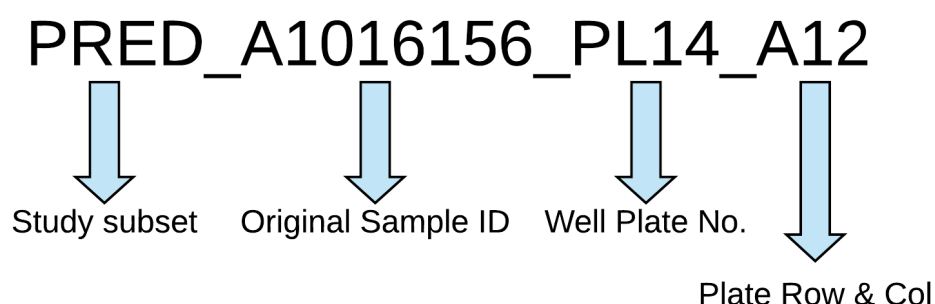 PRED_A1016156_PL14_A12
Study subset
Original Sample ID
Well Plate No.
Plate Row & Col